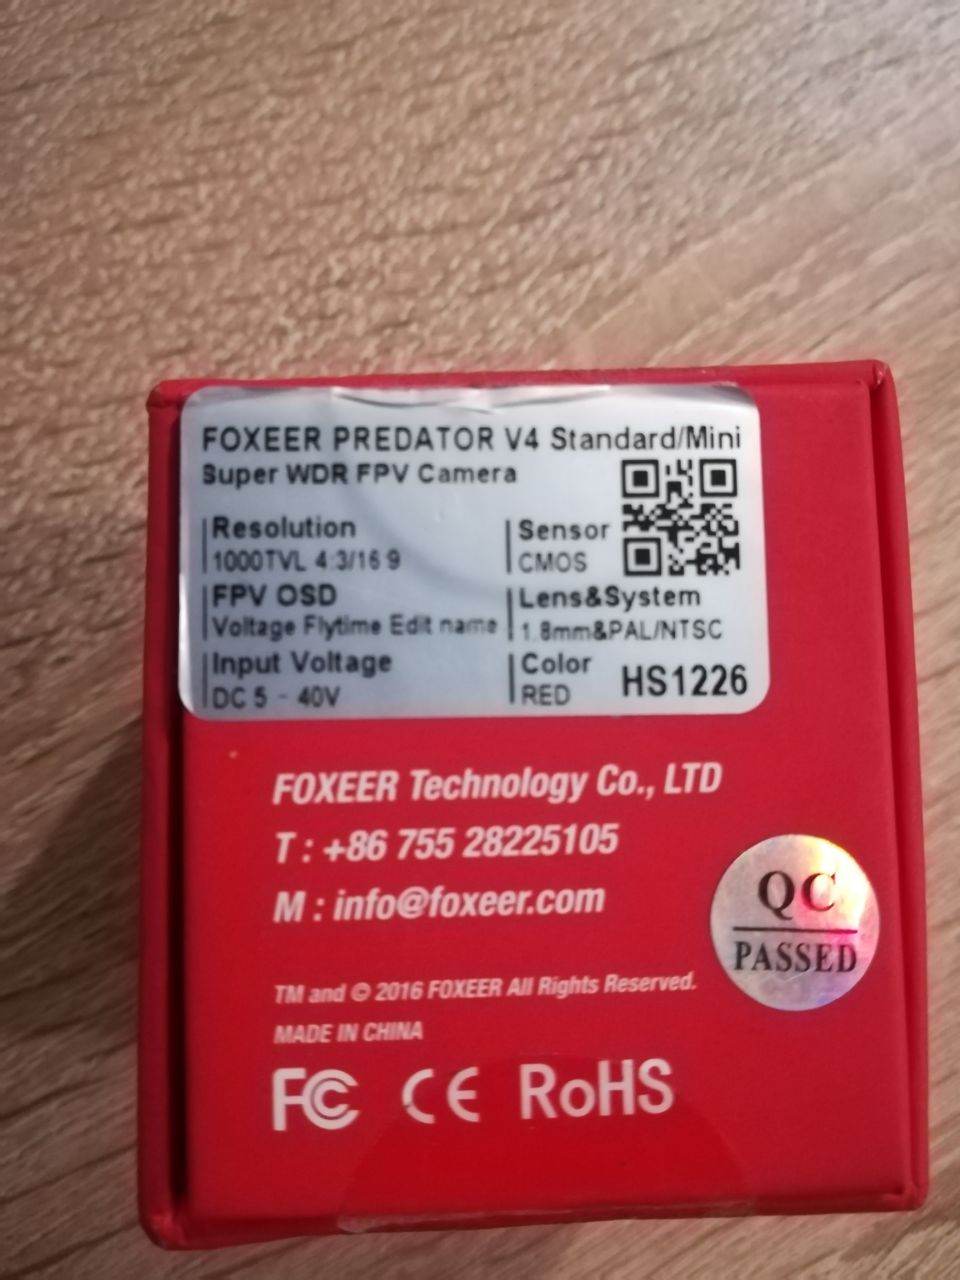 FOXEER PREDATOR V4 Standard/Mini
Super WDR FPV Camera
Resolution
1000TVL 4:3/16 9
Sensor
CMOS
FPV OSD
Voltage Flytime Edit name
Lens&System
1.8mm&PAL/NTSC
Input Voltage
DC 5 - 40V
Color
RED
HS1226
FOXEER Technology Co., LTD
T : +86 755 28225105
M : info@foxeer.com
QC
PASSED
TM and © 2016 FOXEER All Rights Reserved.
MADE IN CHINA
FC CE RoHS